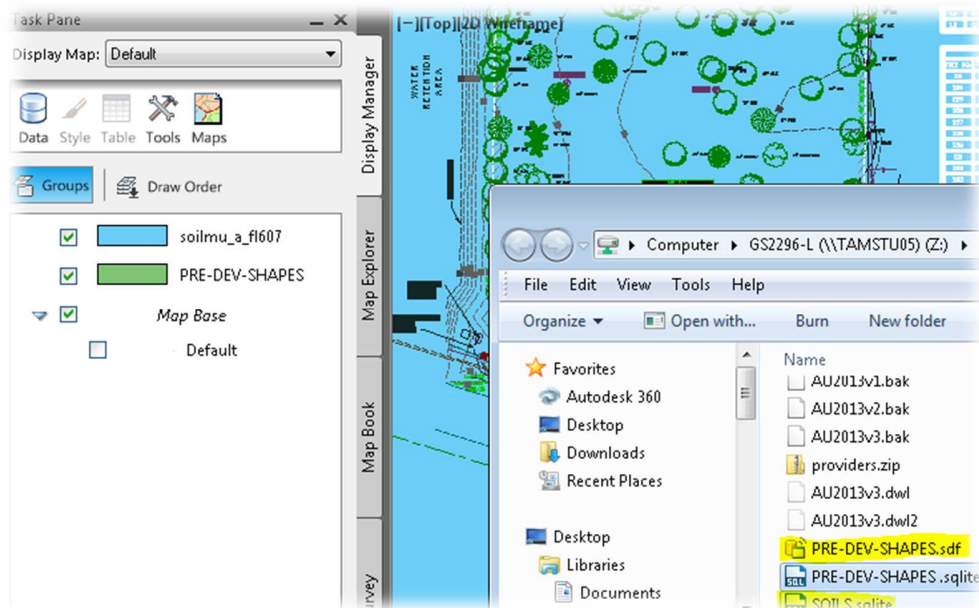 Task Pane
Display Map: Default
Data Style Table Tools Maps
Groups Draw Order
soilmu_a_fl607
PRE-DEV-SHAPES
Map Base
Default
Display Manager
Map Explorer
Map Book
[-][Top][2D Wireframe]
WATER
RETENTION
AREA
Computer GS2296-L (\\TAMSTU05) (Z:)
File Edit View Tools Help
Organize Open with... Burn New folder
Favorites
Autodesk 360
Desktop
Downloads
Recent Places
Desktop
Libraries
Documents
Name
AU2013v1.bak
AU2013v2.bak
AU2013v3.bak
providers.zip
AU2013v3.dwl
AU2013v3.dwl2
PRE-DEV-SHAPES.sdf
PRE-DEV-SHAPES .sqlite
SOILS.sqlite